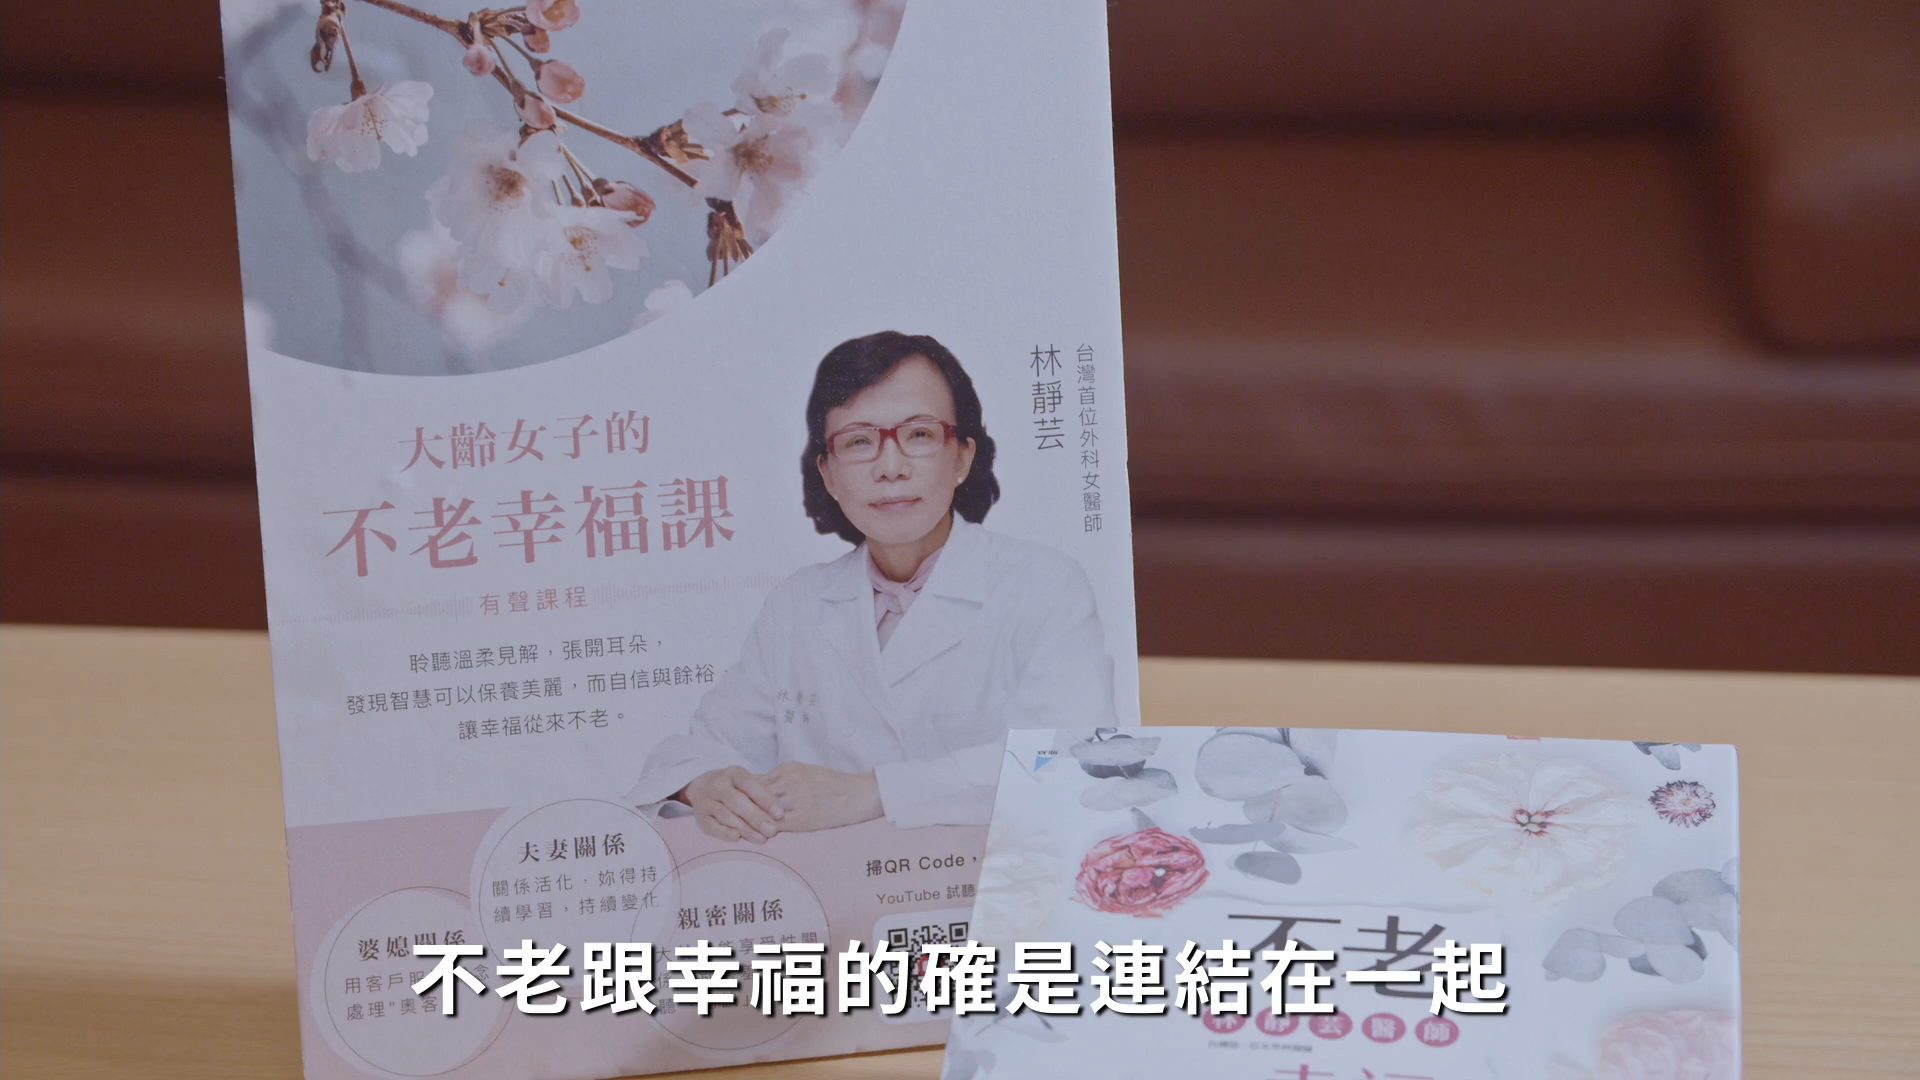 林靜芸
台灣首位外科女醫師
大齡女子的
不老幸福課
有聲課程
聆聽溫柔見解，張開耳朵，
發現智慧可以保養美麗，而自信與餘裕，
讓幸福從來不老。
夫妻關係
關係活化，妳得持
續學習，持續變化
親密關係
婆媳關係
用客戶服
念
處理"奧客
掃QR Code，
YouTube 試聽
不老
林靜芸醫師
不老跟幸福的確是連結在一起